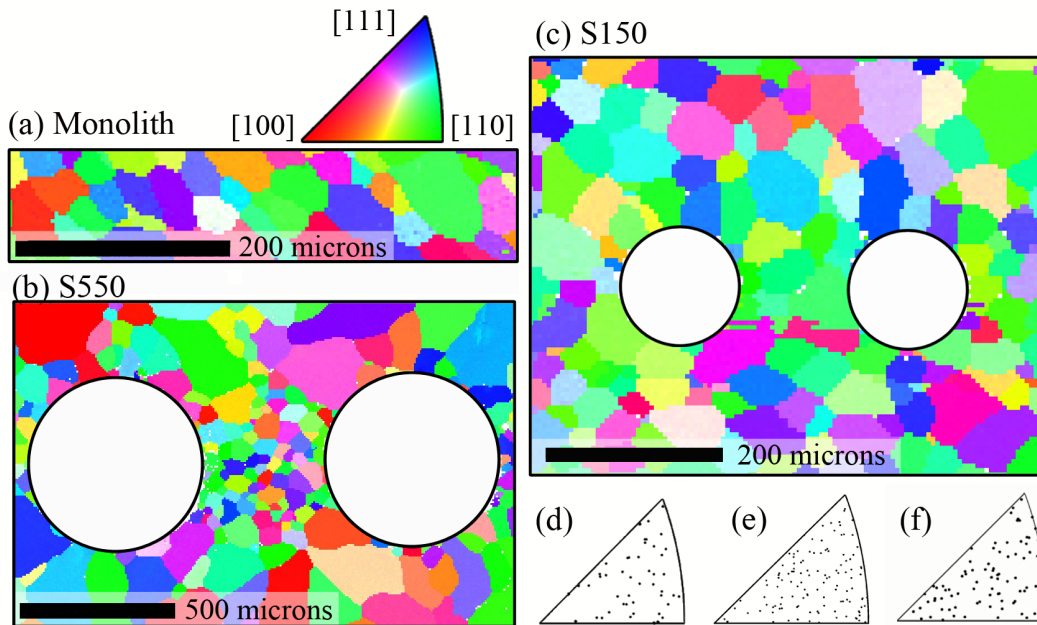 [111]
(c) S150
(a) Monolith
[100]
[110]
200 microns
(b) S550
200 microns
500 microns
(d)
(e)
(f)